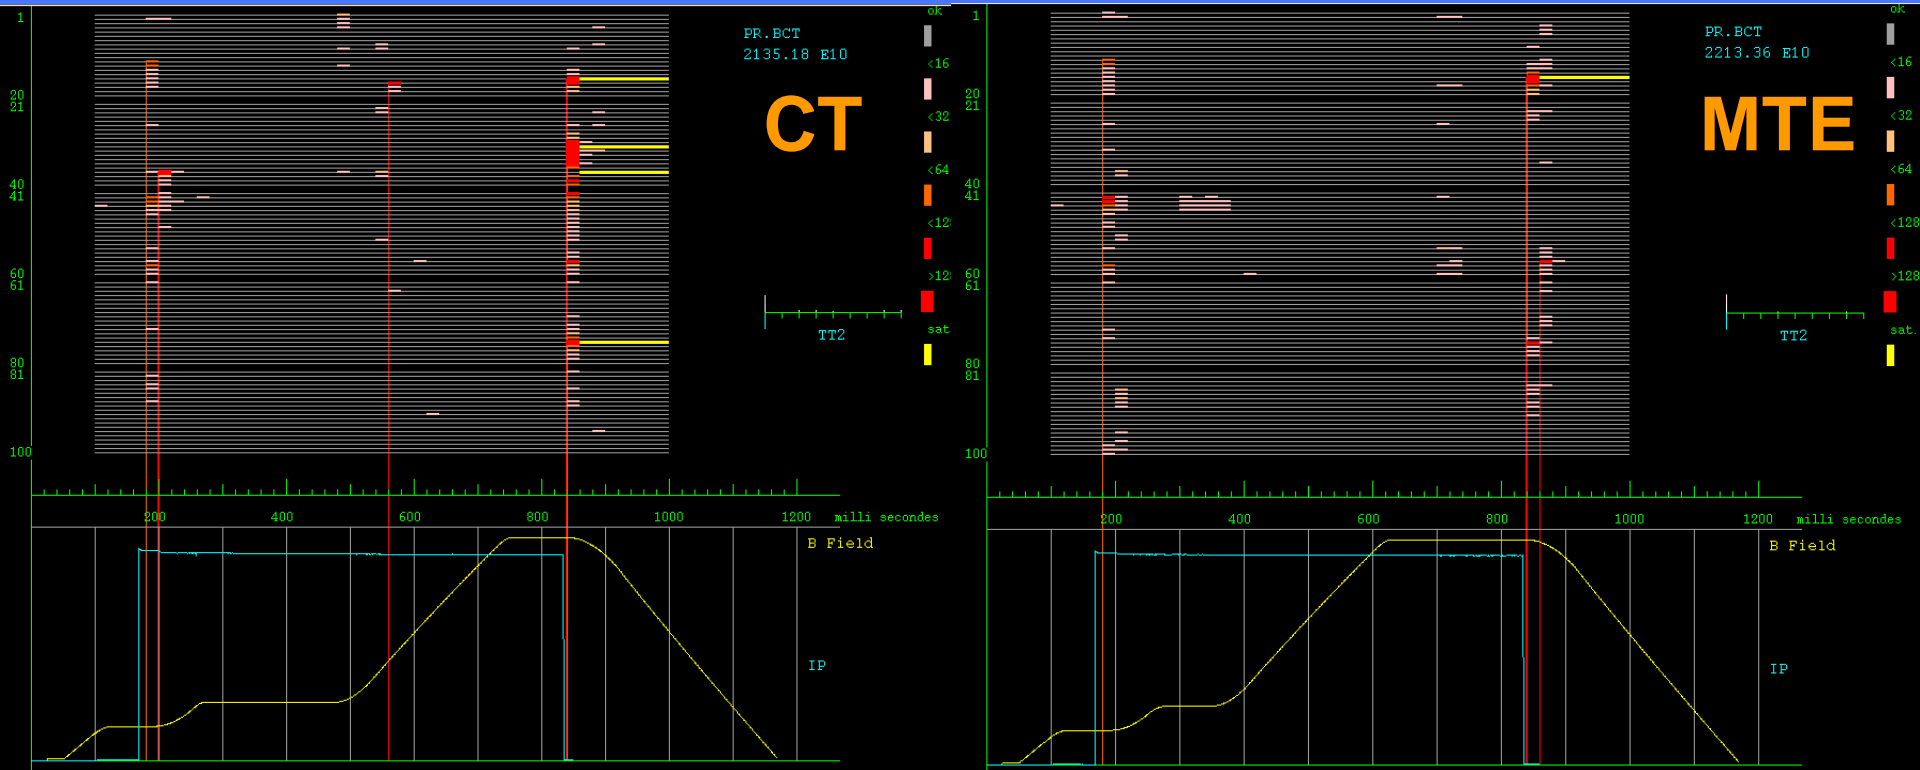 1
20
21
40
41
60
61
80
81
100
PR.BCT
2135.18 E10
CT
TT2
ok
<16
<32
<64
<12
>12
sat
200 400 600 800 1000 1200 milli secondes
B Field
IP
1
20
21
40
41
60
61
80
81
100
PR.BCT
2213.36 E10
MTE
TT2
ok
<16
<32
<64
<128
>128
sat.
200 400 600 800 1000 1200 milli secondes
B Field
IP